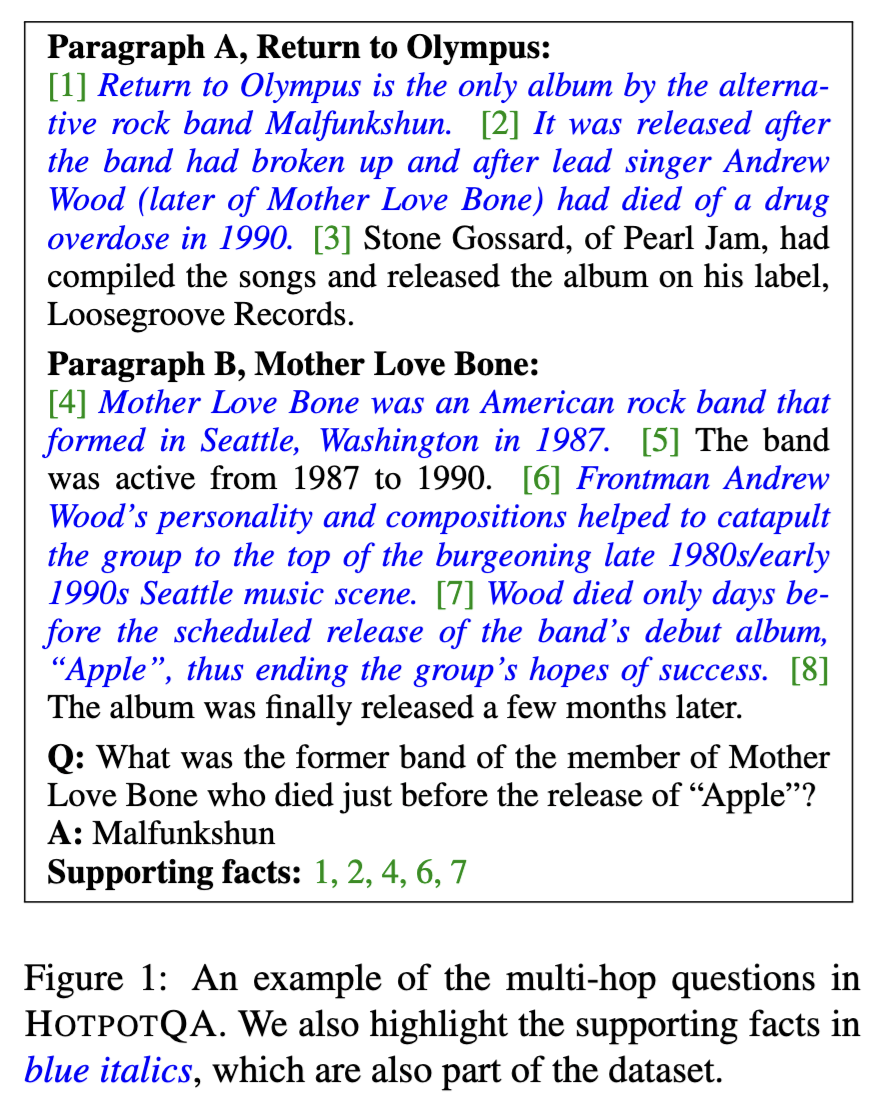 Paragraph A, Return to Olympus:
[1] Return to Olympus is the only album by the alterna-
tive rock band Malfunkshun. [2] It was released after
the band had broken up and after lead singer Andrew
Wood (later of Mother Love Bone) had died of a drug
overdose in 1990. [3] Stone Gossard, of Pearl Jam, had
compiled the songs and released the album on his label,
Loosegroove Records.
Paragraph B, Mother Love Bone:
[4] Mother Love Bone was an American rock band that
formed in Seattle, Washington in 1987. [5] The band
was active from 1987 to 1990. [6] Frontman Andrew
Wood’s personality and compositions helped to catapult
the group to the top of the burgeoning late 1980s/early
1990s Seattle music scene. [7] Wood died only days be-
fore the scheduled release of the band’s debut album,
“Apple”, thus ending the group’s hopes of success. [8]
The album was finally released a few months later.
Q: What was the former band of the member of Mother
Love Bone who died just before the release of “Apple”?
A: Malfunkshun
Supporting facts: 1, 2, 4, 6, 7
Figure 1: An example of the multi-hop questions in
HOTPOTQA. We also highlight the supporting facts in
blue italics, which are also part of the dataset.